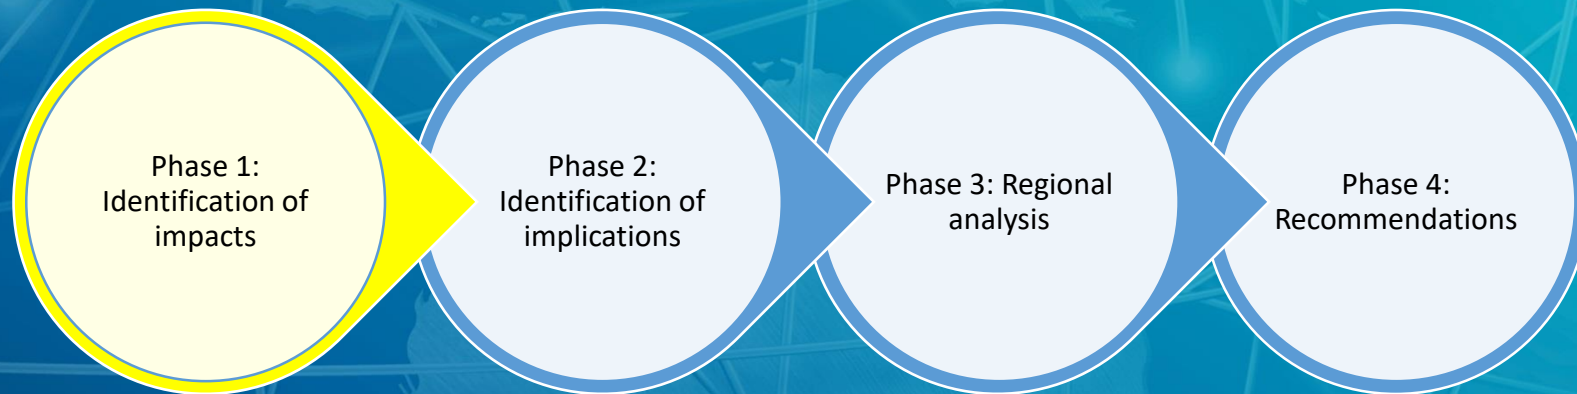 Phase 1:
Identification of
impacts
Phase 2:
Identification of
implications
Phase 3: Regional
analysis
Phase 4:
Recommendations